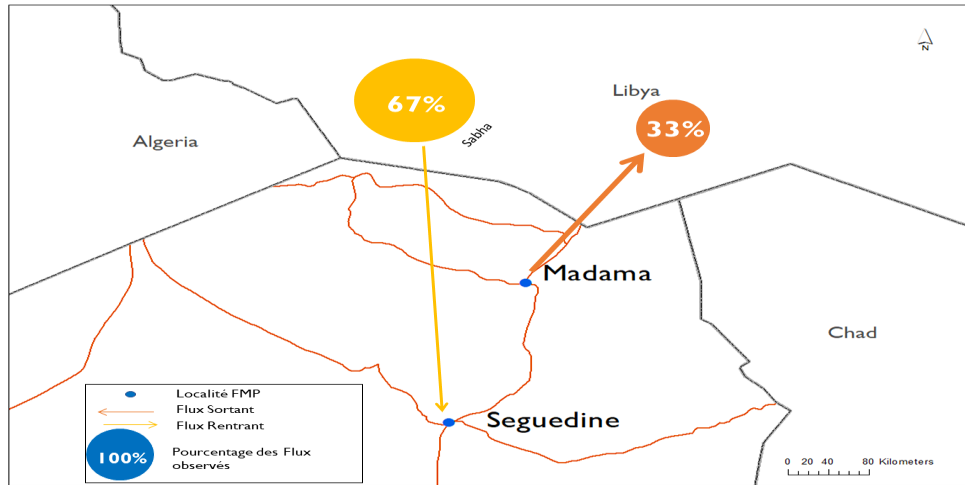 N
Libya
67%
33%
Sabha
Algeria
Madama
Chad
Seguedine
Localité FMP
Flux Sortant
Flux Rentrant
100%
Pourcentage des Flux
observés
0 20 40 80 Kilometers